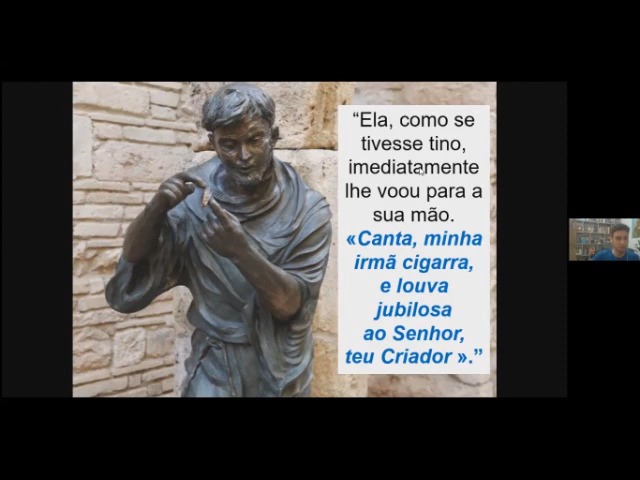 “Ela, como se
tivesse tino,
imediatamente
lhe voou para a
sua mão.
«Canta, minha
irmã cigarra,
e louva
jubilosa
ao Senhor,
teu Criador ».”